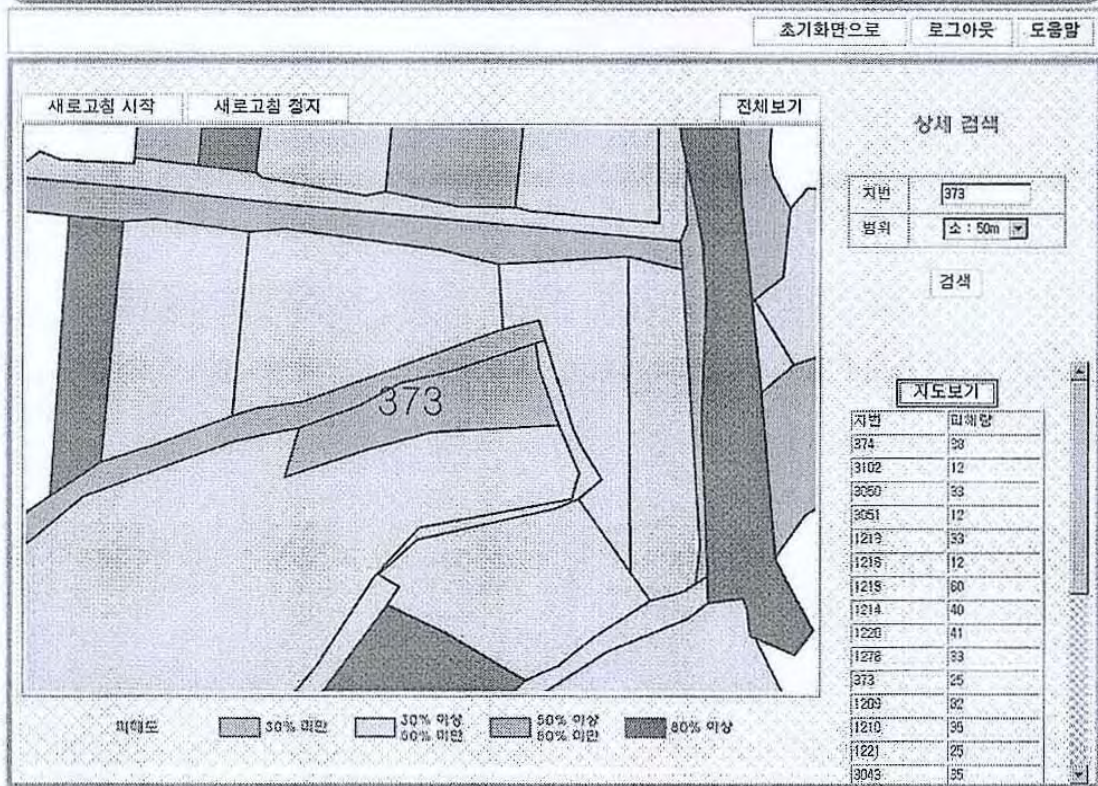 초기화면으로 로그아웃 도움말
새로고침 시작 새로고침 정지 전체보기
상세 검색
지번 373
범위 소 : 50m
검색
373
지도보기
지번 피해량
374
3102 12
3050 33
3051 12
1219 33
1216 12
1218 60
1214 40
1220 41
1278 33
373 25
1209
1210 35
1221 25
3043 35
피해도 30% 미만 30% 이상 50% 미만 50% 이상 80% 미만 80% 이상